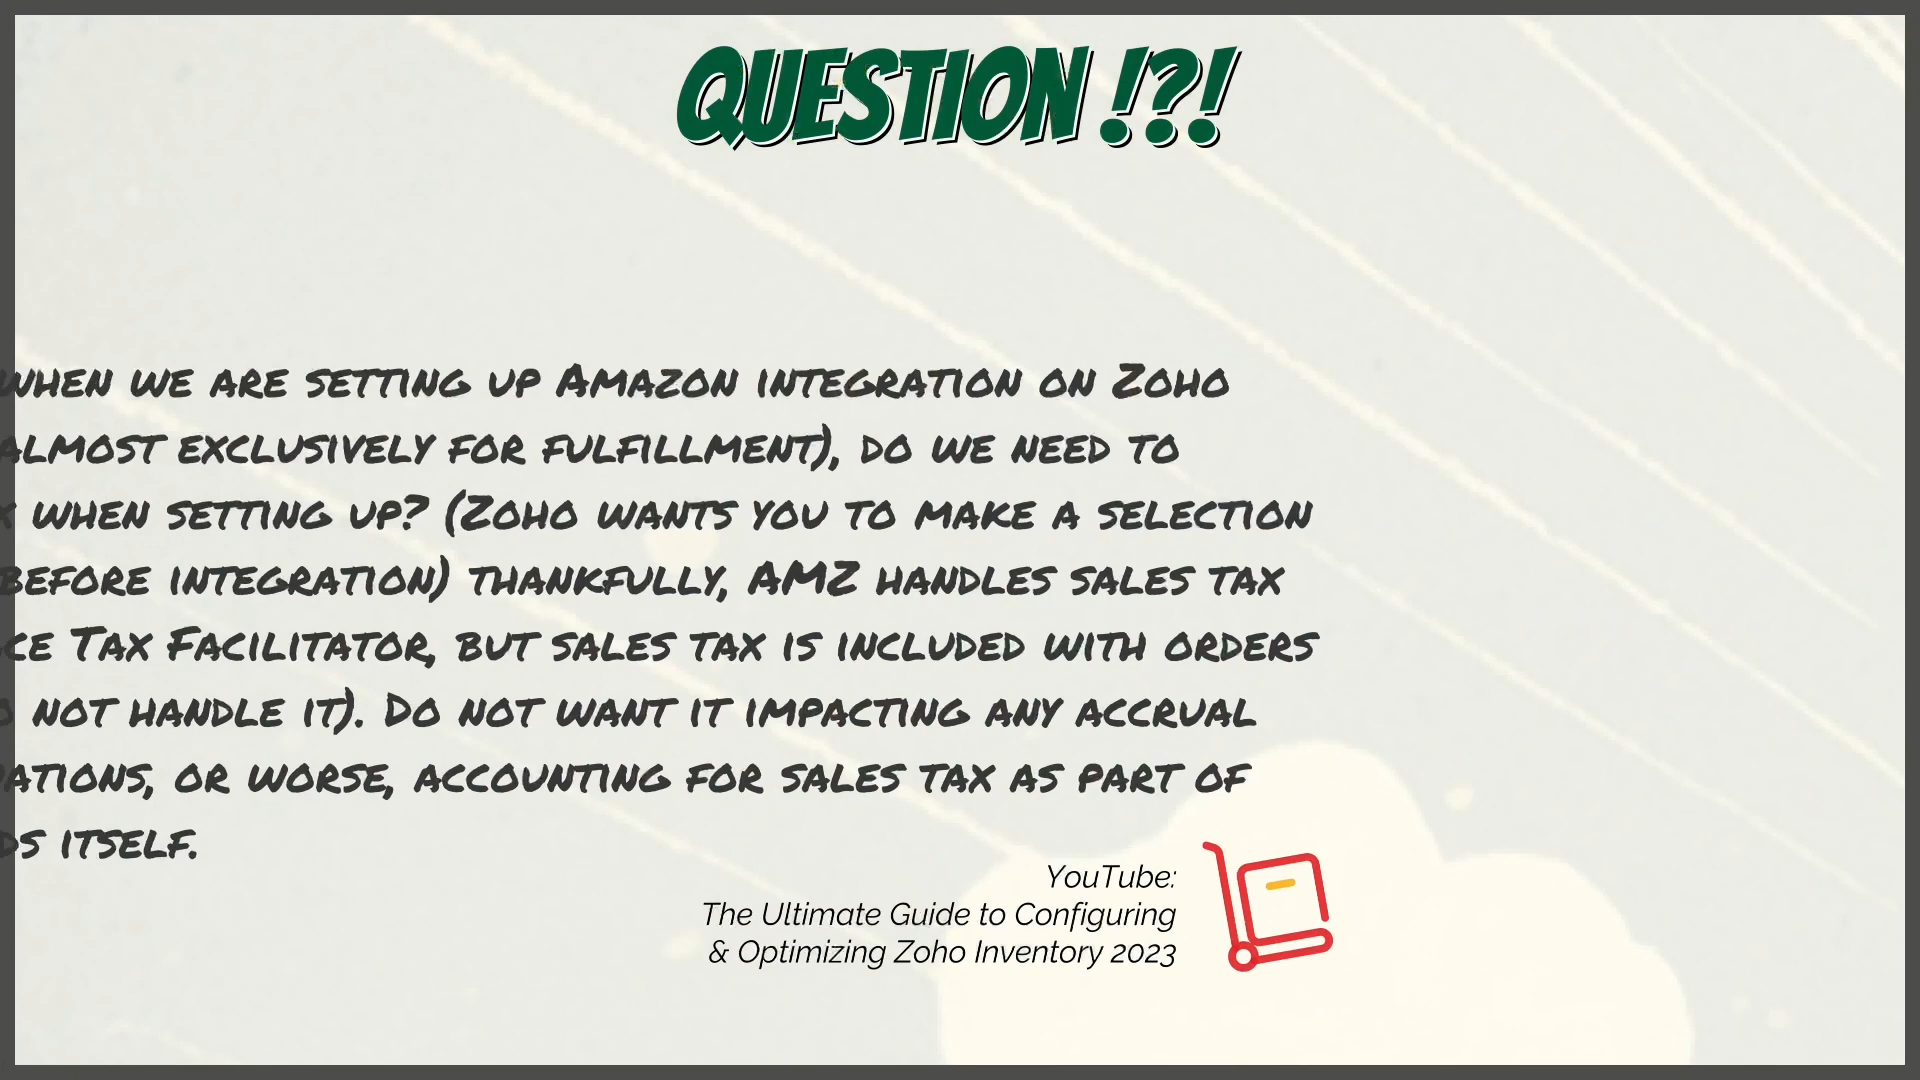 QUESTION !?!
when we are setting up Amazon integration on Zoho
almost exclusively for fulfillment), do we need to
when setting up? (Zoho wants you to make a selection
before integration) thankfully, AMZ handles sales tax
Tax Facilitator, but sales tax is included with orders
not handle it). Do not want it impacting any accrual
or worse, accounting for sales tax as part of
itself.
YouTube:
The Ultimate Guide to Configuring
& Optimizing Zoho Inventory 2023